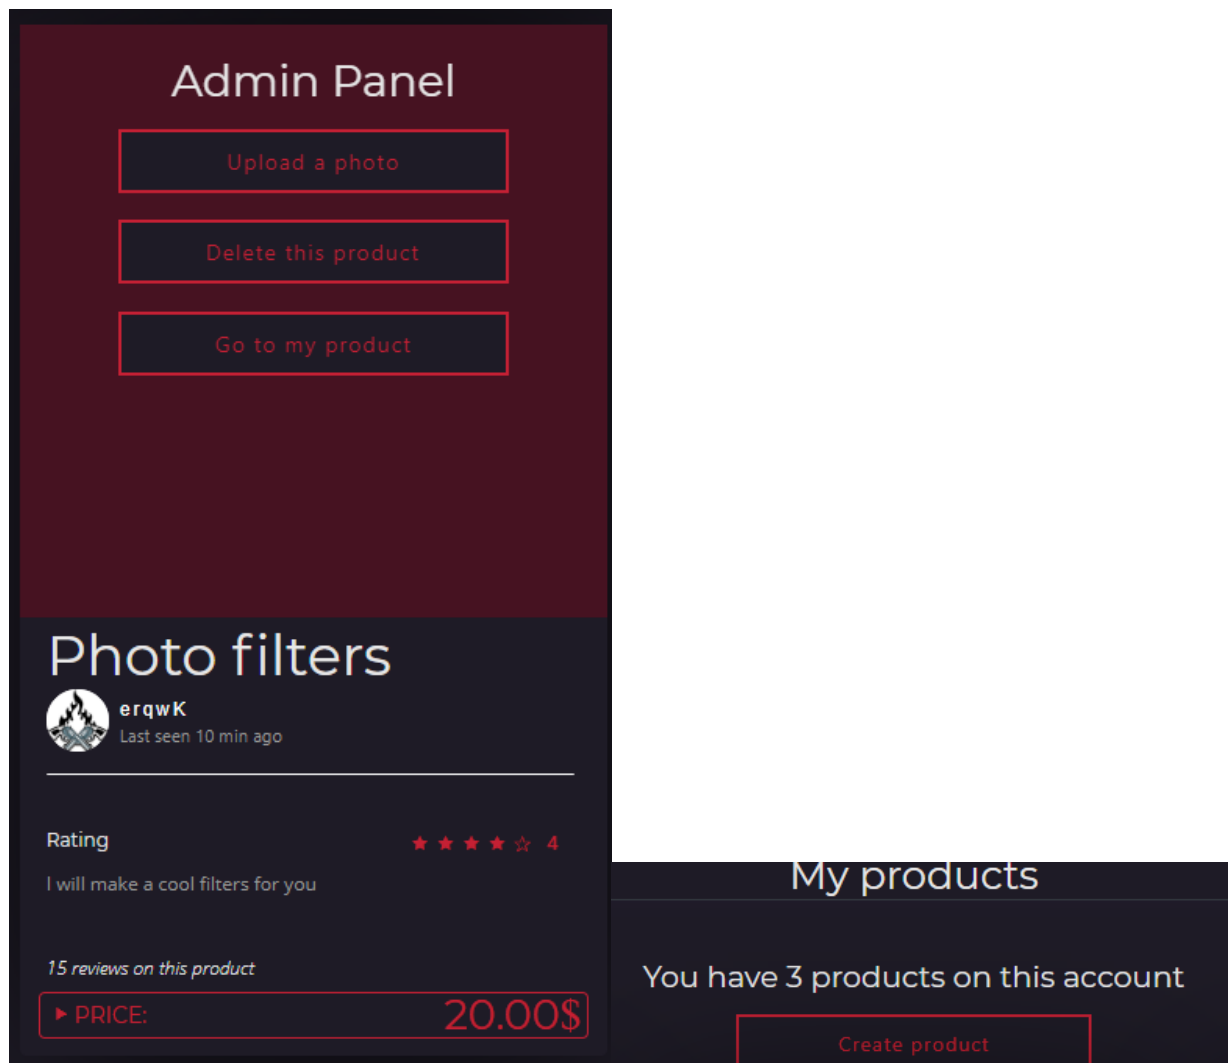 Admin Panel
Upload a photo
Delete this product
Go to my product
Photo filters
erqwK
Last seen 10 min ago
Rating
4
I will make a cool filters for you
15 reviews on this product
PRICE: 20.00$
My products
You have 3 products on this account
Create product